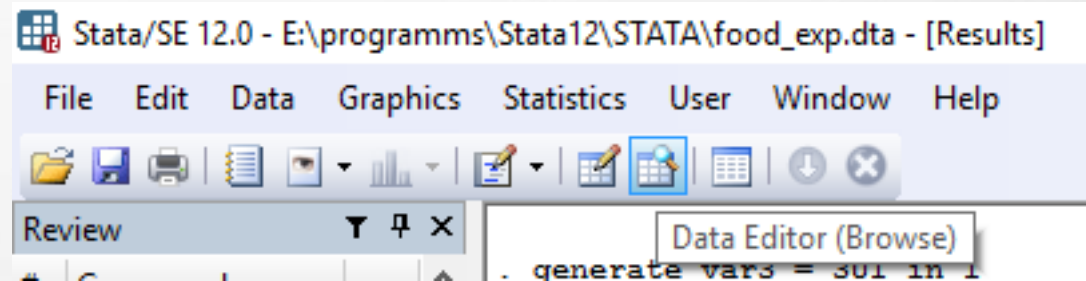 Stata/SE 12.0 - E:\programms\Stata12\STATA\food_exp.dta - [Results]
File Edit Data Graphics Statistics User Window Help
Review
Data Editor (Browse)
. generate var3 = 301 in 1